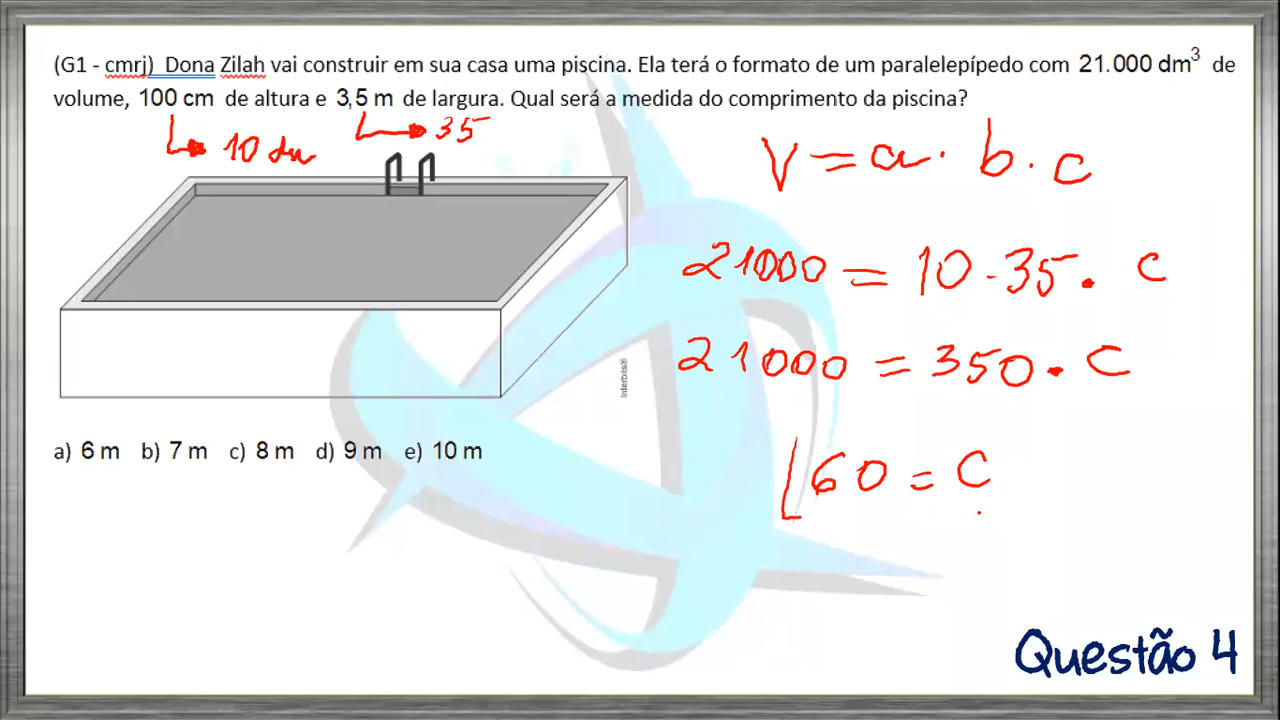 (G1 - cmrj) Dona Zilah vai construir em sua casa uma piscina. Ela terá o formato de um paralelepípedo com 21.000 dm³ de
volume, 100 cm de altura e 3,5 m de largura. Qual será a medida do comprimento da piscina?
10 dm
35
V = a · b · c
21000 = 10 · 35 · c
21000 = 350 · c
60 = c
Interbits®
a) 6 m b) 7 m c) 8 m d) 9 m e) 10 m
Questão 4